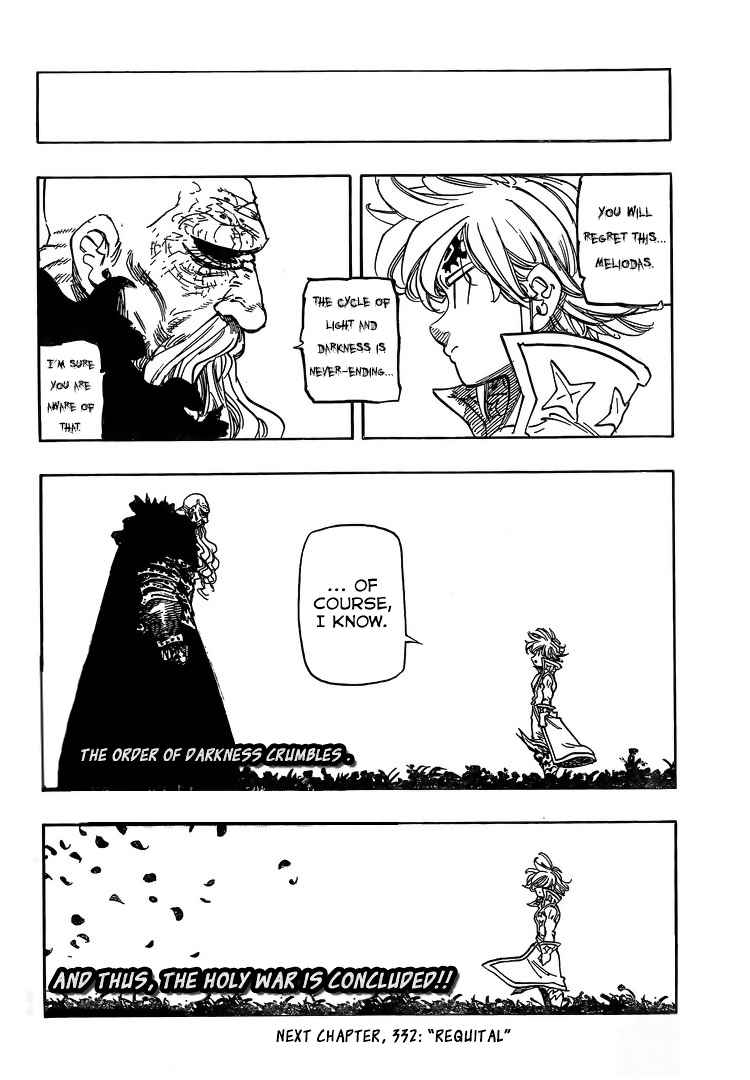 YOU WILL
REGRET THIS...
MELIODAS.
THE CYCLE OF
LIGHT AND
DARKNESS IS
NEVER-ENDING...
I'M SURE
YOU ARE
AWARE OF
THAT.
... OF
COURSE,
I KNOW.
THE ORDER OF DARKNESS CRUMBLES.
AND THUS, THE HOLY WAR IS CONCLUDED!!
NEXT CHAPTER, 332: "REQUITAL"